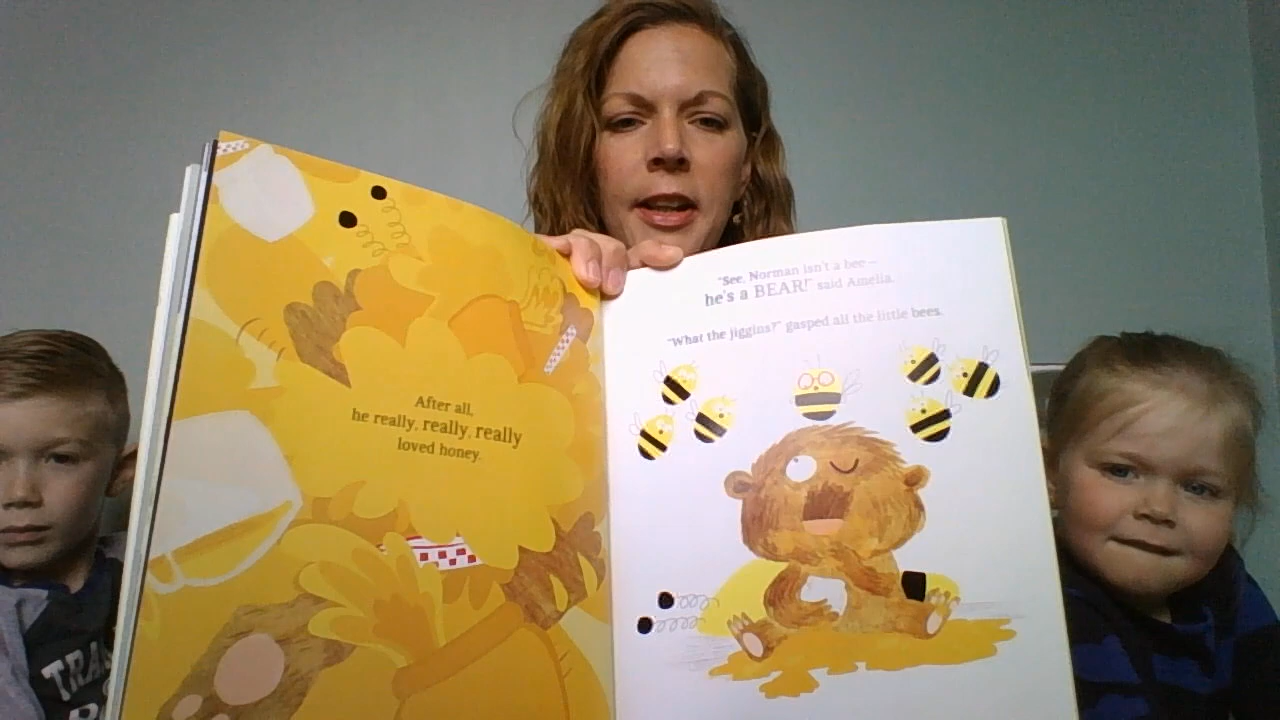 After all,
he really, really, really
loved honey.
"See, Norman isn't a bee –
he's a BEAR!" said Amelia.
"What the jiggins?" gasped all the little bees.